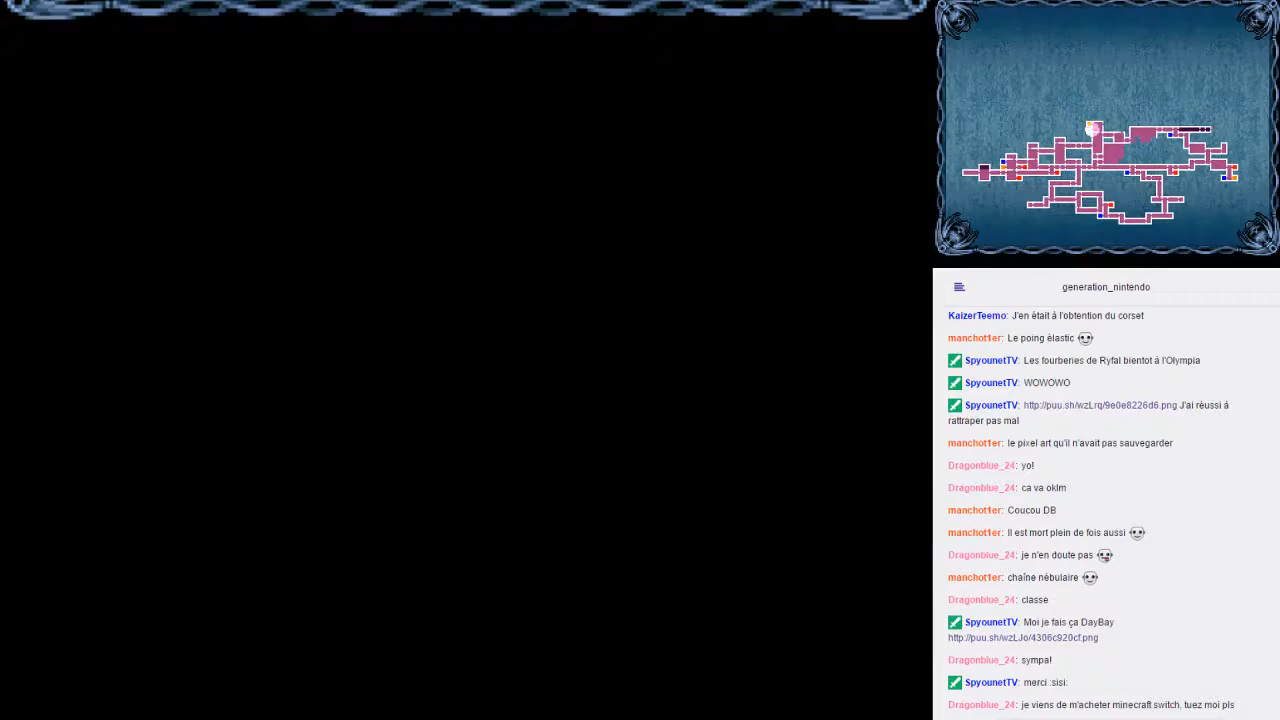 generation_nintendo
KaizerTeemo: J'en était à l'obtention du corset
manchot1er: Le poing élastic
SpyounetTV: Les fourberies de Ryfal bientot à l'Olympia
SpyounetTV: WOWOWO
SpyounetTV: http://puu.sh/wzLrq/9e0e8226d6.png J'ai réussi á
rattraper pas mal
manchot1er: le pixel art qu'il n'avait pas sauvegarder
Dragonblue_24: yo!
Dragonblue_24: ca va oklm
manchot1er: Coucou DB
manchot1er: Il est mort plein de fois aussi
Dragonblue_24: je n'en doute pas
manchot1er: chaîne nébulaire
Dragonblue_24: classe
SpyounetTV: Moi je fais ça DayBay
http://puu.sh/wzLJo/4306c920cf.png
Dragonblue_24: sympa!
SpyounetTV: merci :sisi:
Dragonblue_24: je viens de m'acheter minecraft switch, tuez moi pls